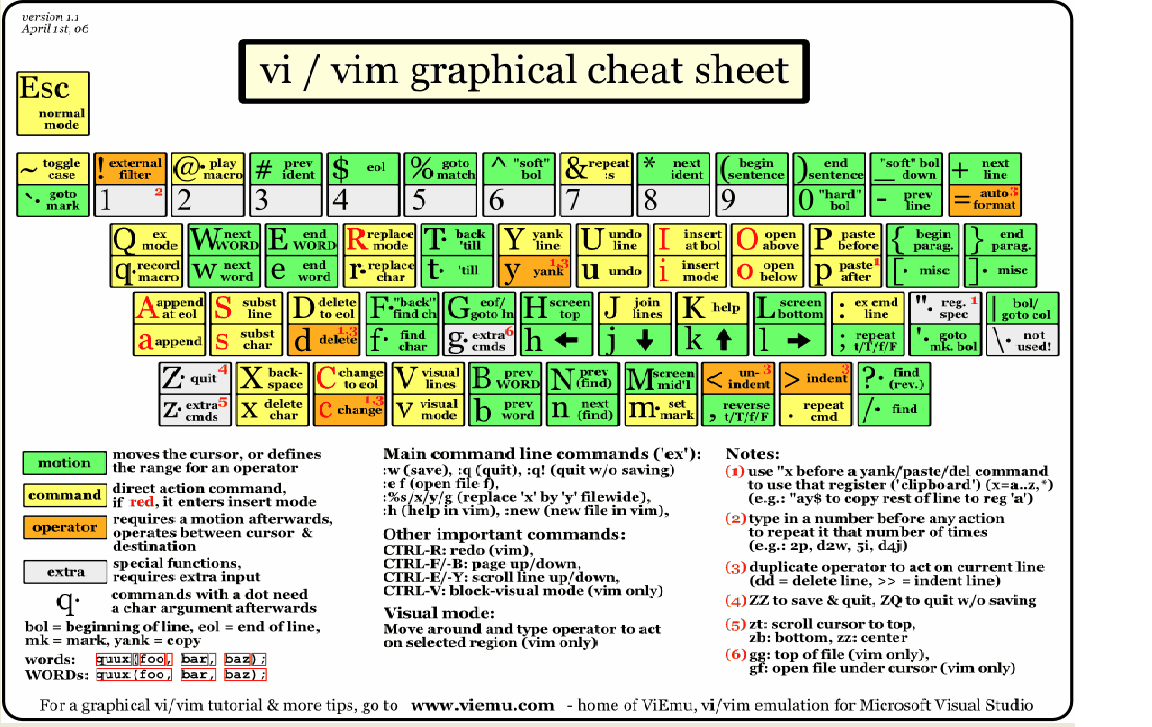 version 1.1
April 1st, 06
vi / vim graphical cheat sheet
Esc
normal
mode
~ toggle case
! external filter
@· play macro
# prev ident
$ eol
% goto match
^ "soft" bol
& repeat :s
* next ident
( begin sentence
) end sentence
_ "soft" bol down
+ next line
`· goto mark
1 2
2
3
4
5
6
7
8
9
0 "hard" bol
- prev line
= auto 3 format
Q ex mode
W next WORD
E end WORD
R replace mode
T· back 'till
Y yank line
U undo line
I insert at bol
O open above
P paste before
{ begin parag.
} end parag.
q· record macro
w next word
e end word
r· replace char
t· 'till
y yank 1,3
u undo
i insert mode
o open below
p paste 1 after
[· misc
]· misc
A append at eol
S subst line
D delete to eol
F· "back" find ch
G eof/ goto ln
H screen top
J join lines
K help
L screen bottom
: ex cmd line
"· reg. 1 spec
| bol/ goto col
a append
s subst char
d delete 1,3
f· find char
g· extra 6 cmds
h ←
j ↓
k ↑
l →
; repeat t/T/f/F
'· goto mk. bol
\· not used!
Z· quit 4
X back- space
C change to eol
V visual lines
B prev WORD
N prev (find)
M screen mid'l
< un- 3 indent
> indent 3
?· find (rev.)
z· extra 5 cmds
x delete char
c change 1,3
v visual mode
b prev word
n next (find)
m· set mark
, reverse t/T/f/F
. repeat cmd
/· find
motion moves the cursor, or defines
the range for an operator
command direct action command,
if red, it enters insert mode
operator requires a motion afterwards,
operates between cursor &
destination
extra special functions,
requires extra input
q· commands with a dot need
a char argument afterwards
bol = beginning of line, eol = end of line,
mk = mark, yank = copy
words: quux(foo, bar, baz);
WORDs: quux(foo, bar, baz);
Main command line commands ('ex'):
:w (save), :q (quit), :q! (quit w/o saving)
:e f (open file f),
:%s/x/y/g (replace 'x' by 'y' filewide),
:h (help in vim), :new (new file in vim),
Other important commands:
CTRL-R: redo (vim),
CTRL-F/-B: page up/down,
CTRL-E/-Y: scroll line up/down,
CTRL-V: block-visual mode (vim only)
Visual mode:
Move around and type operator to act
on selected region (vim only)
Notes:
(1) use "x before a yank/paste/del command
to use that register ('clipboard') (x=a..z,*)
(e.g.: "ay$ to copy rest of line to reg 'a')
(2) type in a number before any action
to repeat it that number of times
(e.g.: 2p, d2w, 5i, d4j)
(3) duplicate operator to act on current line
(dd = delete line, >> = indent line)
(4) ZZ to save & quit, ZQ to quit w/o saving
(5) zt: scroll cursor to top,
zb: bottom, zz: center
(6) gg: top of file (vim only),
gf: open file under cursor (vim only)
For a graphical vi/vim tutorial & more tips, go to www.viemu.com - home of ViEmu, vi/vim emulation for Microsoft Visual Studio